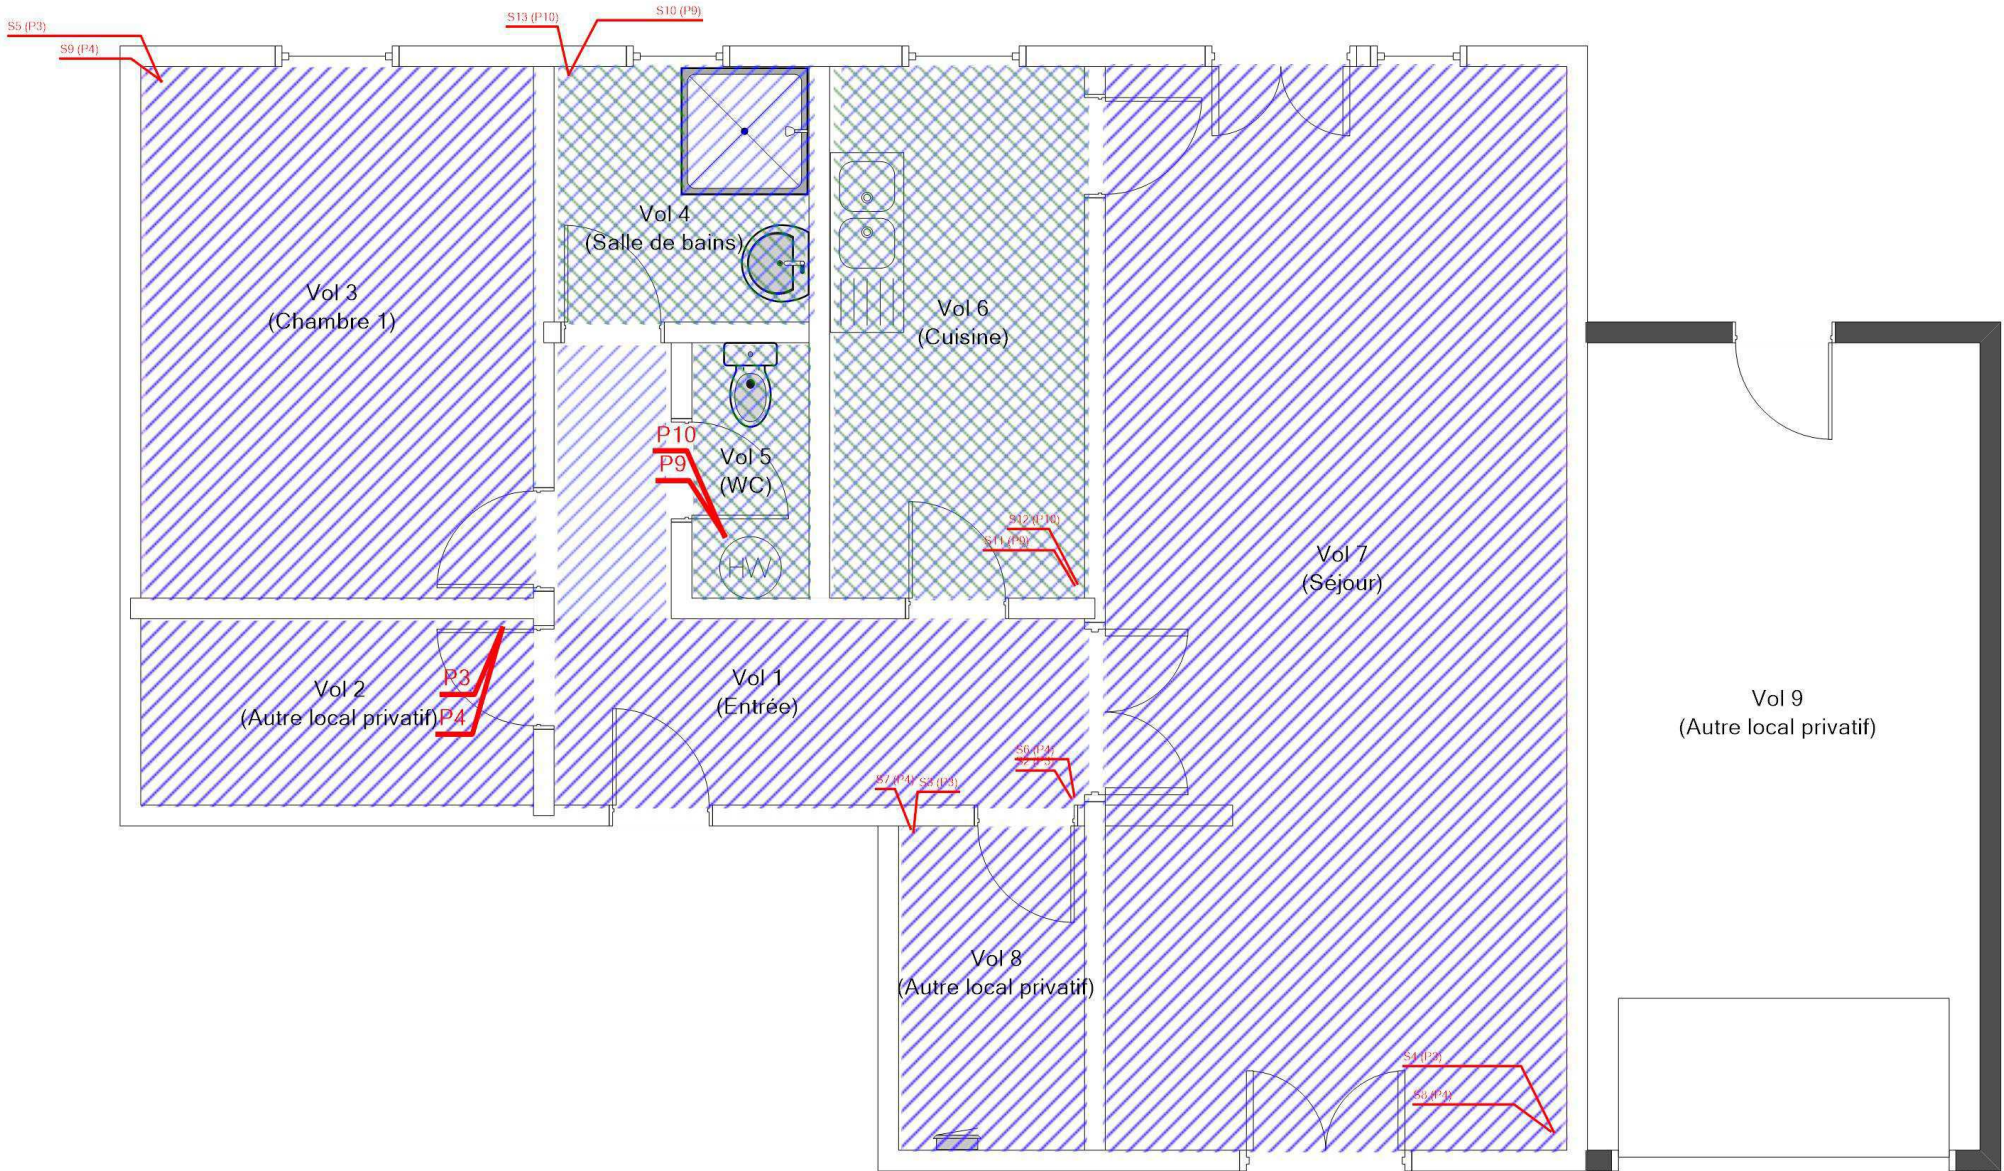 S5 (P3)
S9 (P4)
S13 (P10)
S10 (P9)
Vol 4
(Salle de bains)
Vol 3
(Chambre 1)
Vol 6
(Cuisine)
P10
P9
Vol 5
(WC)
HW
S12 (P10)
S11 (P9)
Vol 7
(Séjour)
P3
P4
Vol 2
(Autre local privatif)
Vol 1
(Entrée)
Vol 9
(Autre local privatif)
S6 (P4)
S2 (P3)
S7 (P4)
S3 (P3)
Vol 8
(Autre local privatif)
S4 (P3)
S8 (P4)